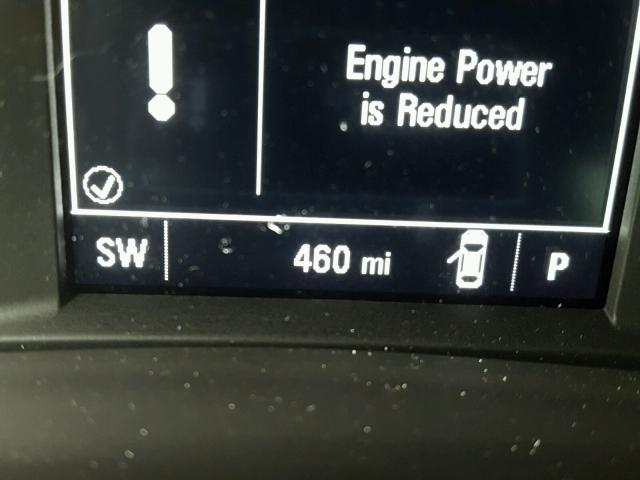 Engine Power
is Reduced
SW
460 mi
P